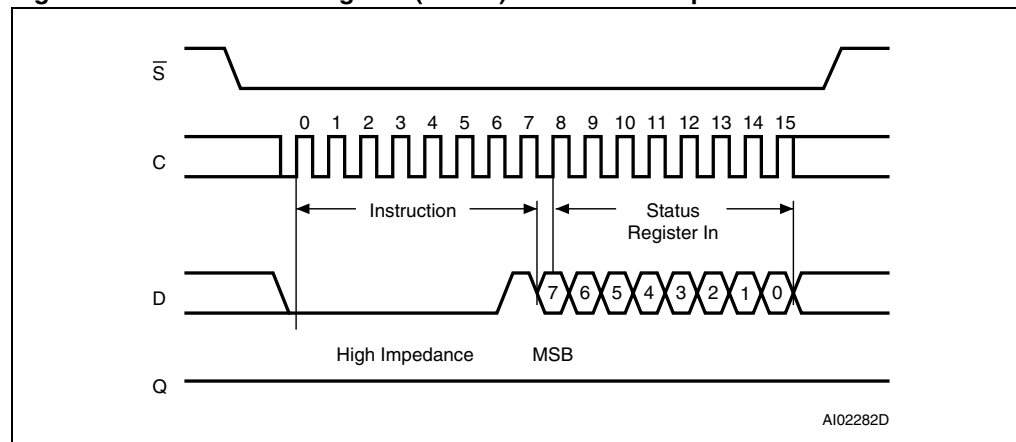 S
0 1 2 3 4 5 6 7 8 9 10 11 12 13 14 15
C
Instruction
Status
Register In
D
7 6 5 4 3 2 1 0
High Impedance
MSB
Q
AI02282D